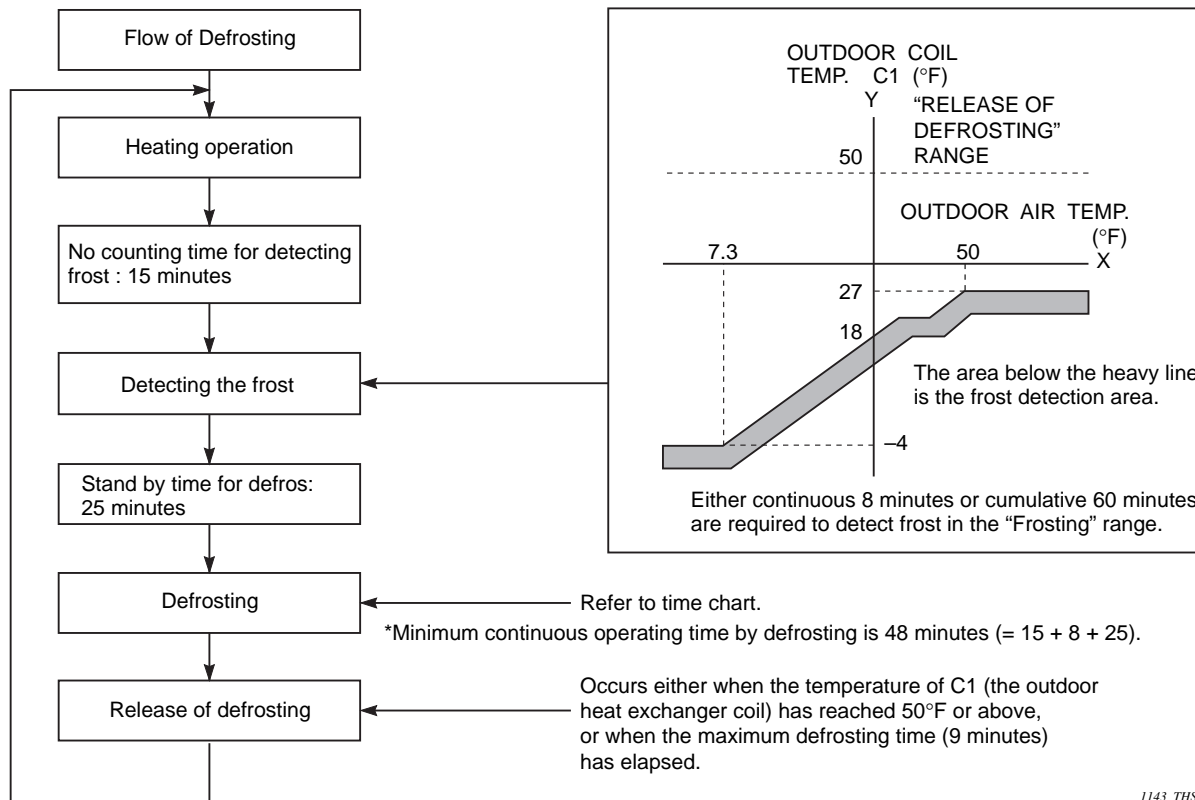 Flow of Defrosting
Heating operation
No counting time for detecting
frost : 15 minutes
Detecting the frost
Stand by time for defros:
25 minutes
Defrosting
Release of defrosting
OUTDOOR COIL
TEMP. C1 (°F)
Y
“RELEASE OF
DEFROSTING”
RANGE
50
OUTDOOR AIR TEMP.
(°F)
X
7.3
50
27
18
–4
The area below the heavy line
is the frost detection area.
Either continuous 8 minutes or cumulative 60 minutes
are required to detect frost in the “Frosting” range.
Refer to time chart.
*Minimum continuous operating time by defrosting is 48 minutes (= 15 + 8 + 25).
Occurs either when the temperature of C1 (the outdoor
heat exchanger coil) has reached 50°F or above,
or when the maximum defrosting time (9 minutes)
has elapsed.
1143_THS